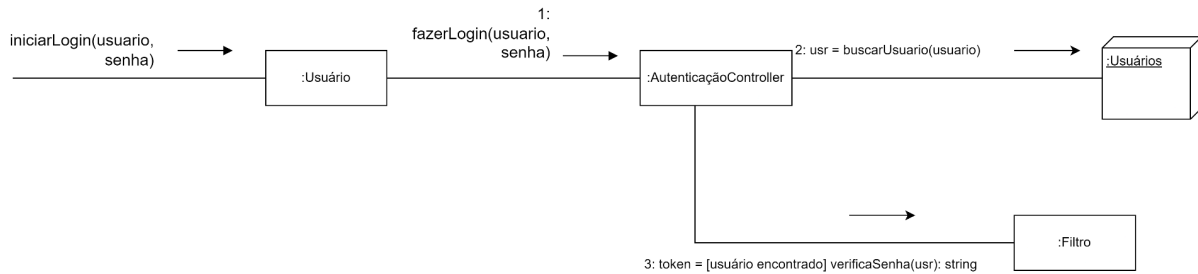 iniciarLogin(usuario,
senha)
:Usuário
1:
fazerLogin(usuario,
senha)
:AutenticaçãoController
2: usr = buscarUsuario(usuario)
:Usuários
:Filtro
3: token = [usuário encontrado] verificaSenha(usr): string